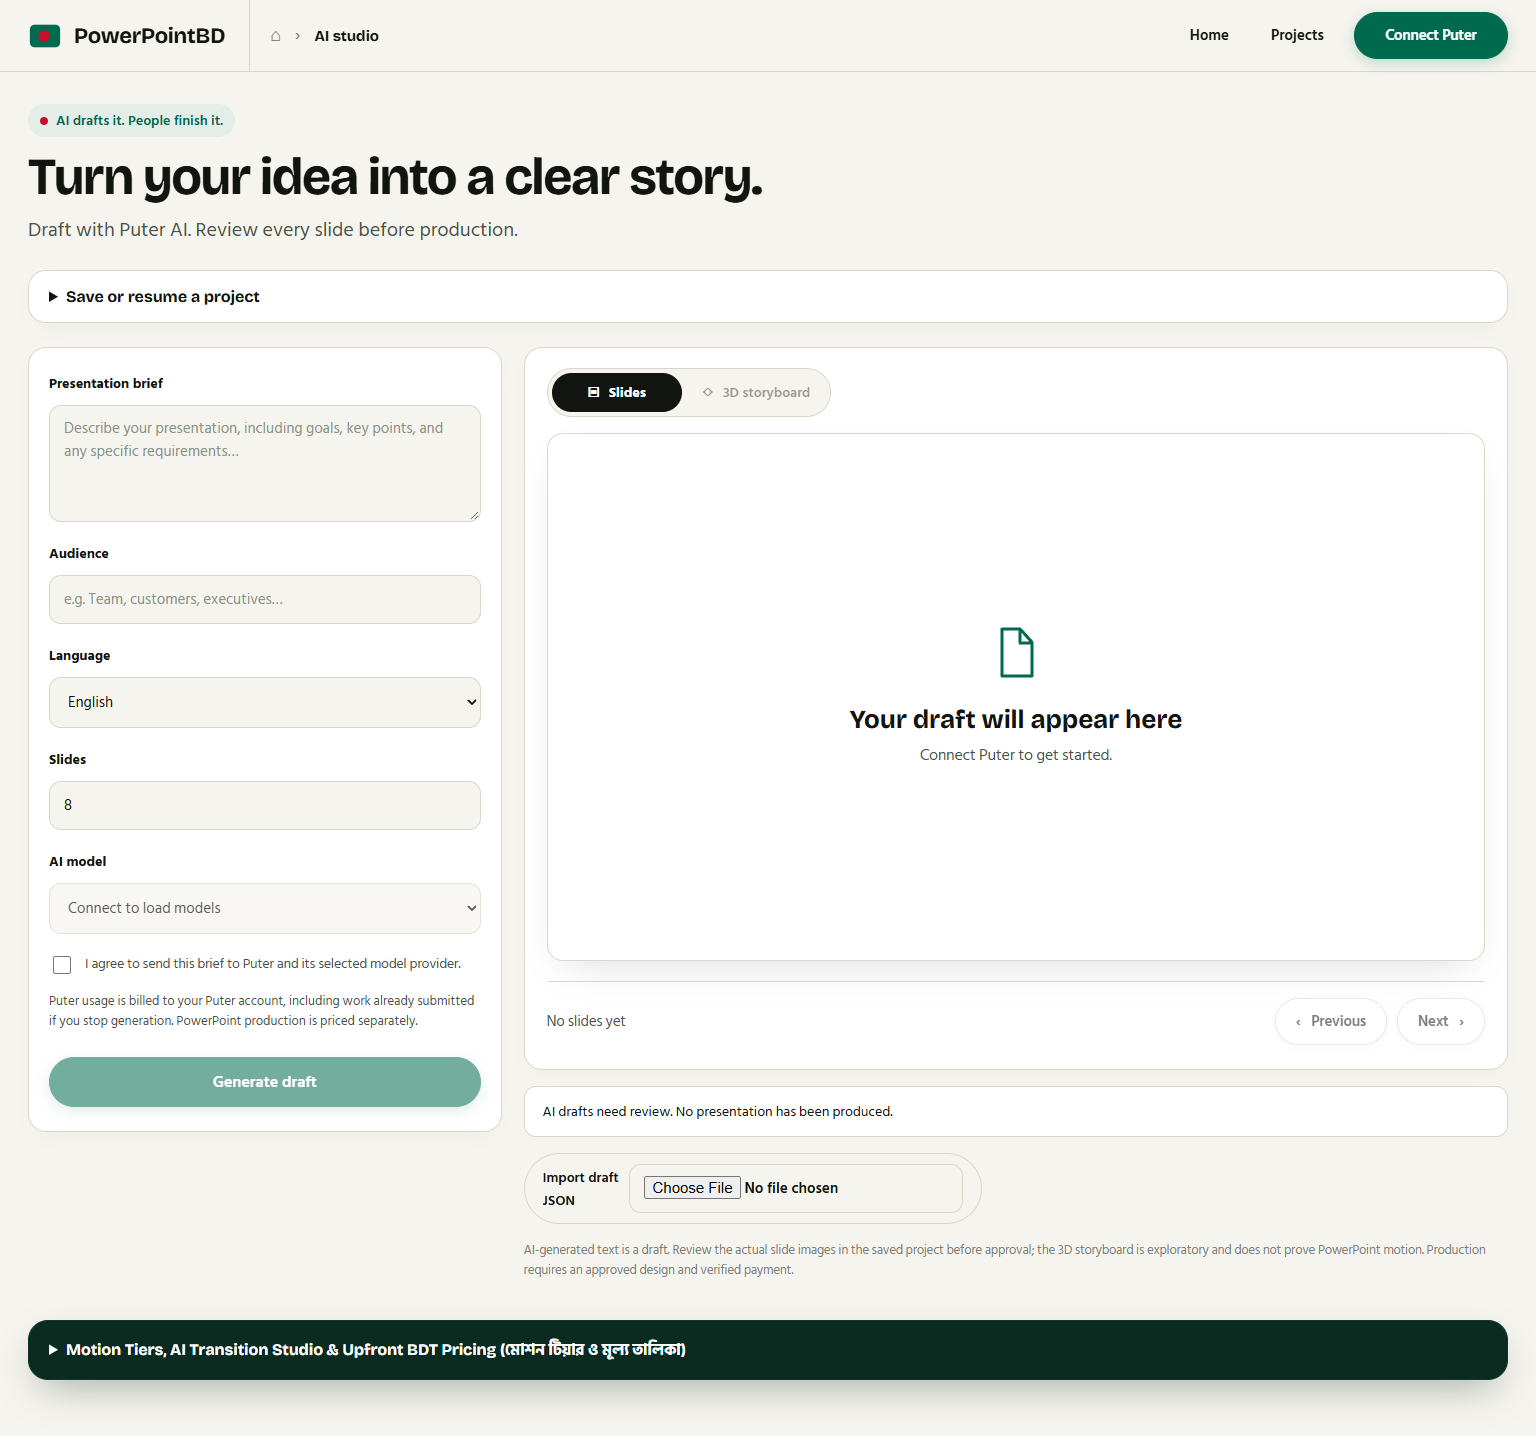 PowerPointBD
AI studio
Home
Projects
Connect Puter
AI drafts it. People finish it.
Turn your idea into a clear story.
Draft with Puter AI. Review every slide before production.
Save or resume a project
Presentation brief
Describe your presentation, including goals, key points, and
any specific requirements...
Audience
e.g. Team, customers, executives...
Language
English
Slides
8
AI model
Connect to load models
I agree to send this brief to Puter and its selected model provider.
Puter usage is billed to your Puter account, including work already submitted
if you stop generation. PowerPoint production is priced separately.
Generate draft
Slides
3D storyboard
Your draft will appear here
Connect Puter to get started.
No slides yet
‹ Previous
Next ›
AI drafts need review. No presentation has been produced.
Import draft
JSON
Choose File No file chosen
AI-generated text is a draft. Review the actual slide images in the saved project before approval; the 3D storyboard is exploratory and does not prove PowerPoint motion. Production
requires an approved design and verified payment.
Motion Tiers, AI Transition Studio & Upfront BDT Pricing (মোশন টিয়ার ও মূল্য তালিকা)